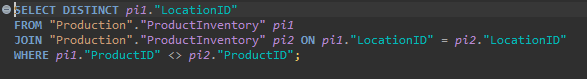 SELECT DISTINCT pi1."LocationID"
FROM "Production"."ProductInventory" pi1
JOIN "Production"."ProductInventory" pi2 ON pi1."LocationID" = pi2."LocationID"
WHERE pi1."ProductID" <> pi2."ProductID";